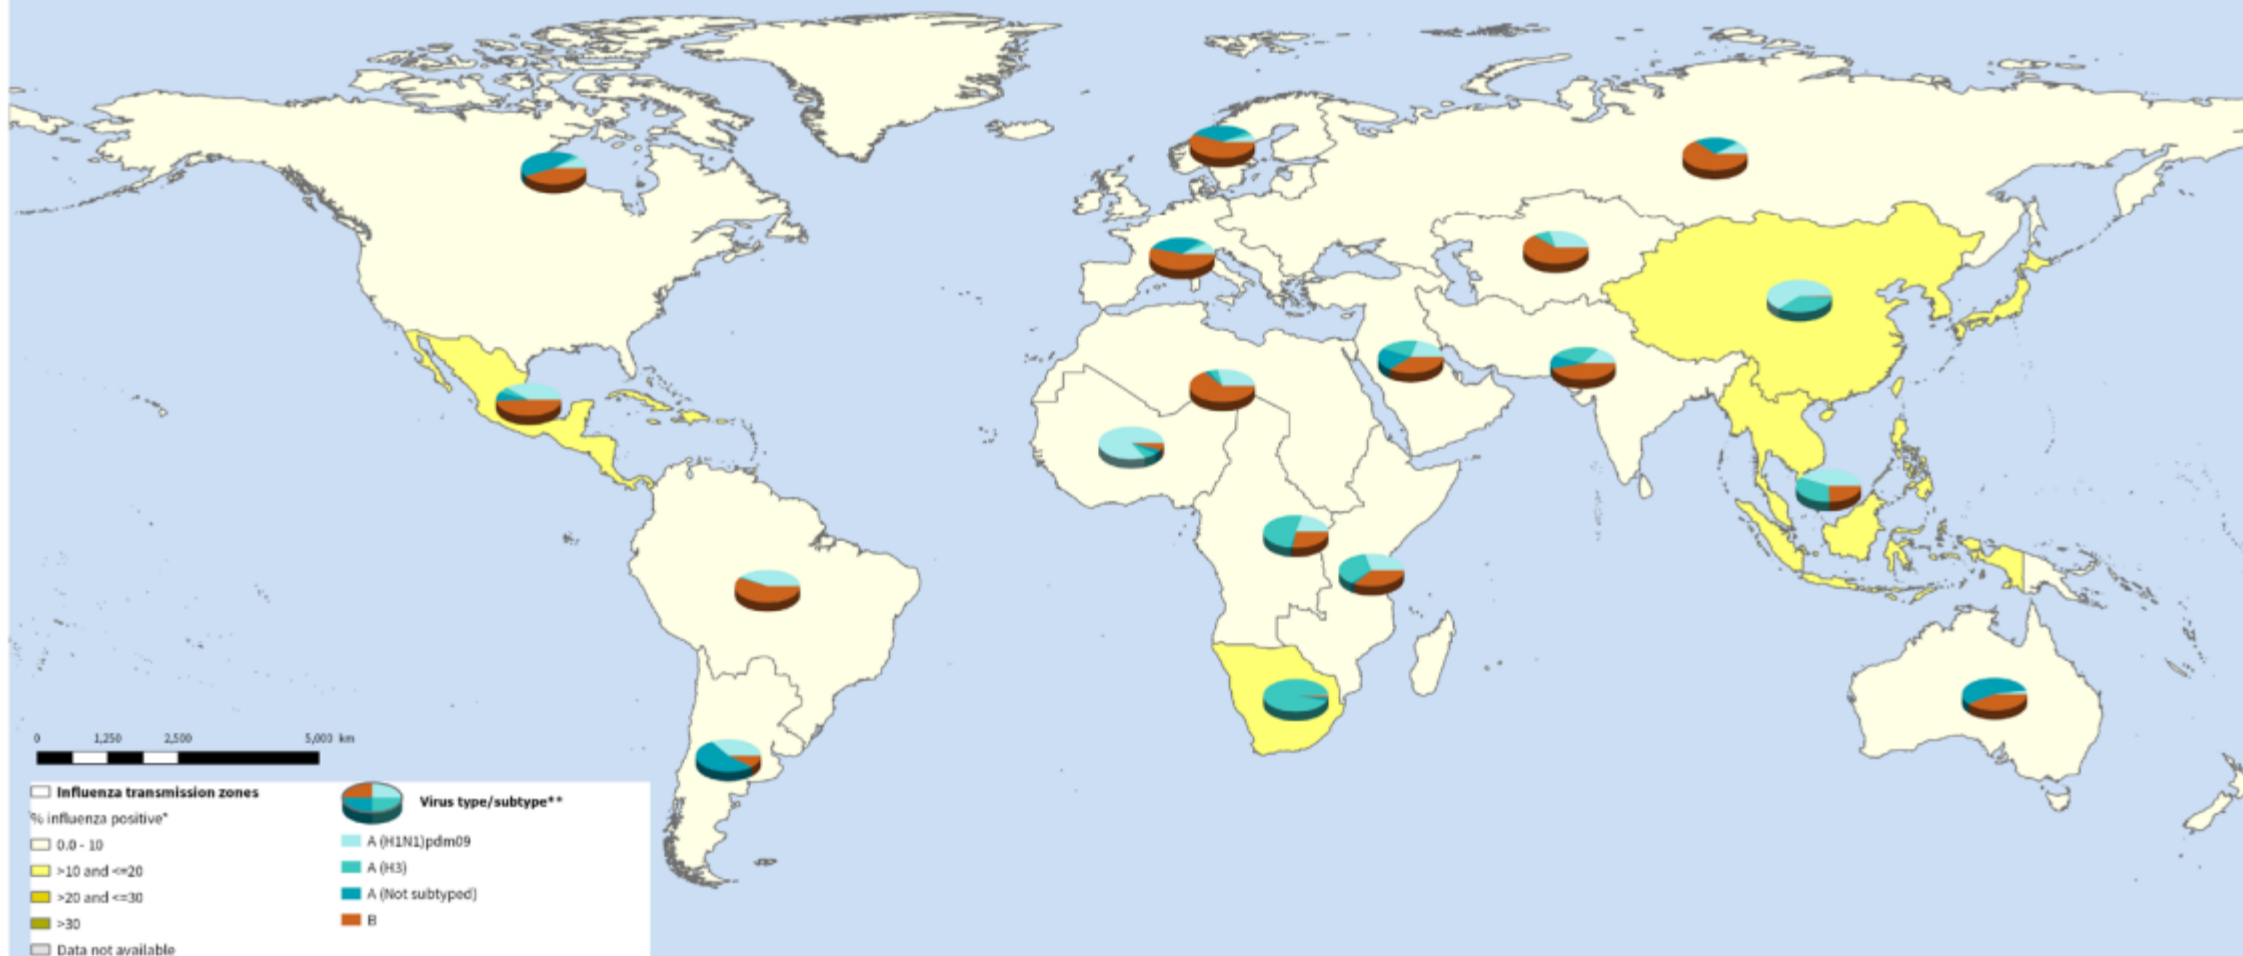 0 1,250 2,500 5,000 km
Influenza transmission zones
% influenza positive*
0.0 - 10
>10 and <=20
>20 and <=30
>30
Data not available
Virus type/subtype**
A (H1N1)pdm09
A (H3)
A (Not subtyped)
B